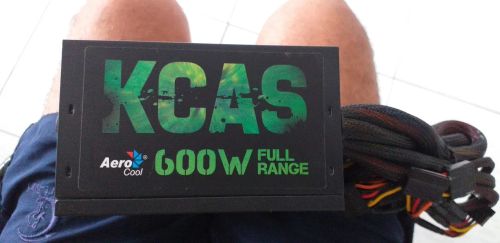 KCAS
Aero Cool ® 600W FULL RANGE